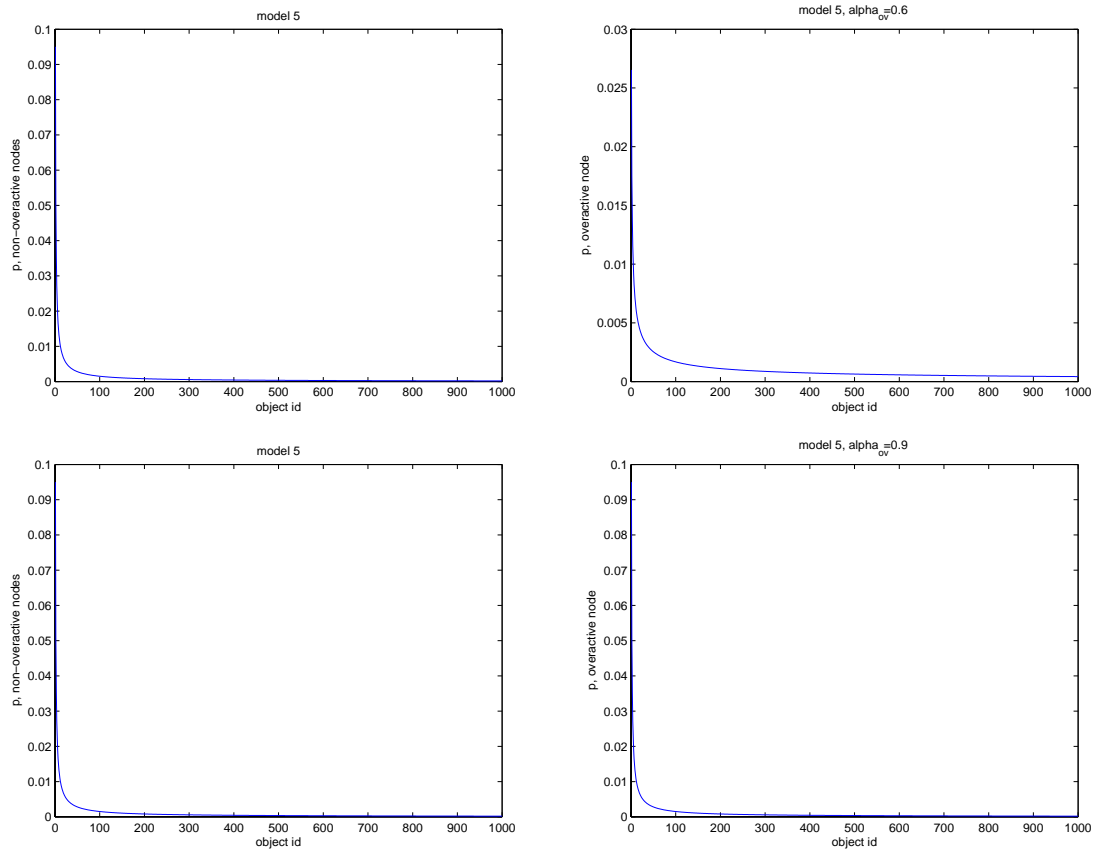 model 5
0.1
0.09
0.08
0.07
0.06
0.05
0.04
0.03
0.02
0.01
0
p, non−overactive nodes
0 100 200 300 400 500 600 700 800 900 1000
object id
model 5, alpha_ov=0.6
0.03
0.025
0.02
0.015
0.01
0.005
0
p, overactive node
0 100 200 300 400 500 600 700 800 900 1000
object id
model 5
0.1
0.09
0.08
0.07
0.06
0.05
0.04
0.03
0.02
0.01
0
p, non−overactive nodes
0 100 200 300 400 500 600 700 800 900 1000
object id
model 5, alpha_ov=0.9
0.1
0.09
0.08
0.07
0.06
0.05
0.04
0.03
0.02
0.01
0
p, overactive node
0 100 200 300 400 500 600 700 800 900 1000
object id